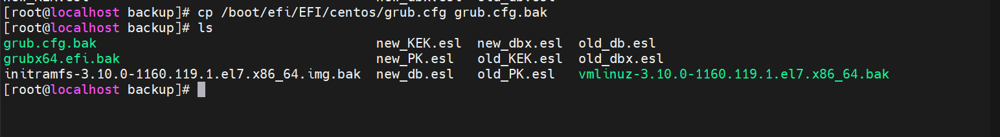 [root@localhost backup]# cp /boot/efi/EFI/centos/grub.cfg grub.cfg.bak
[root@localhost backup]# ls
grub.cfg.bak new_KEK.esl new_dbx.esl old_db.esl
grubx64.efi.bak new_PK.esl old_KEK.esl old_dbx.esl
initramfs-3.10.0-1160.119.1.el7.x86_64.img.bak new_db.esl old_PK.esl vmlinuz-3.10.0-1160.119.1.el7.x86_64.bak
[root@localhost backup]#